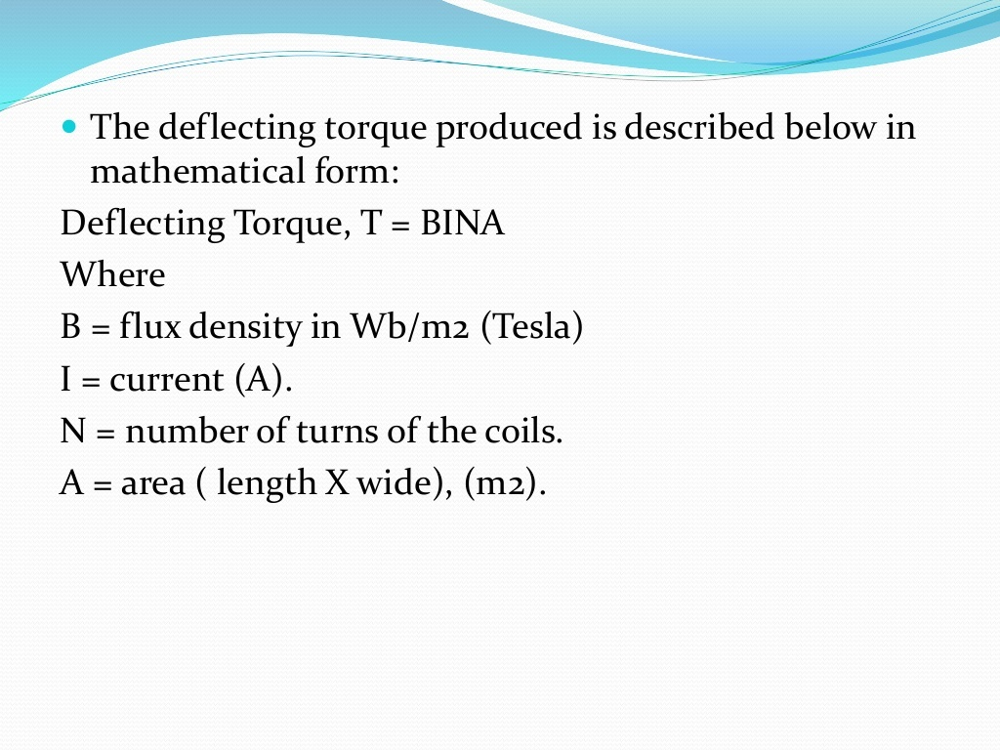 • The deflecting torque produced is described below in
mathematical form:
Deflecting Torque, T = BINA
Where
B = flux density in Wb/m2 (Tesla)
I = current (A).
N = number of turns of the coils.
A = area ( length X wide), (m2).